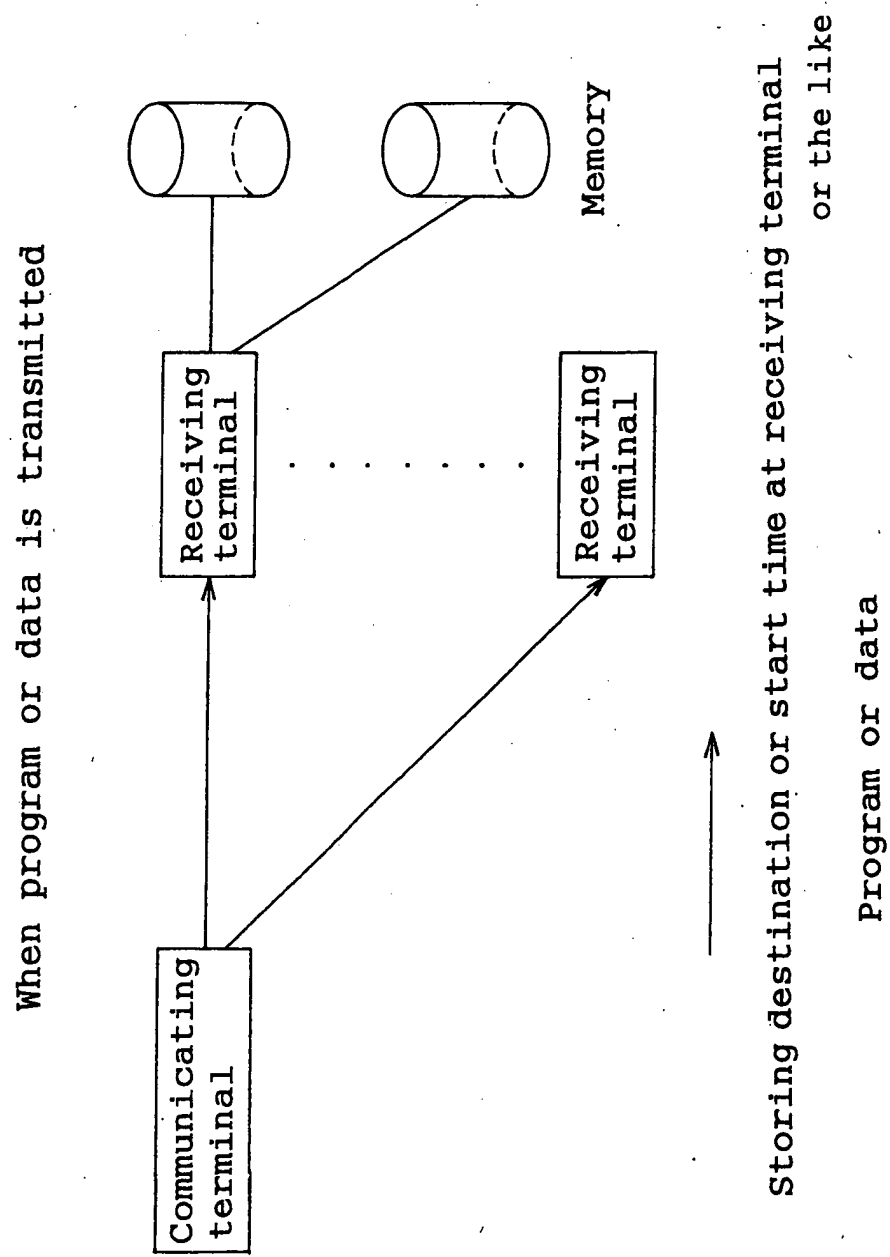 When program or data is transmitted
Communicating
terminal
Receiving
terminal
Receiving
terminal
Memory
Storing destination or start time at receiving terminal
or the like
Program or data